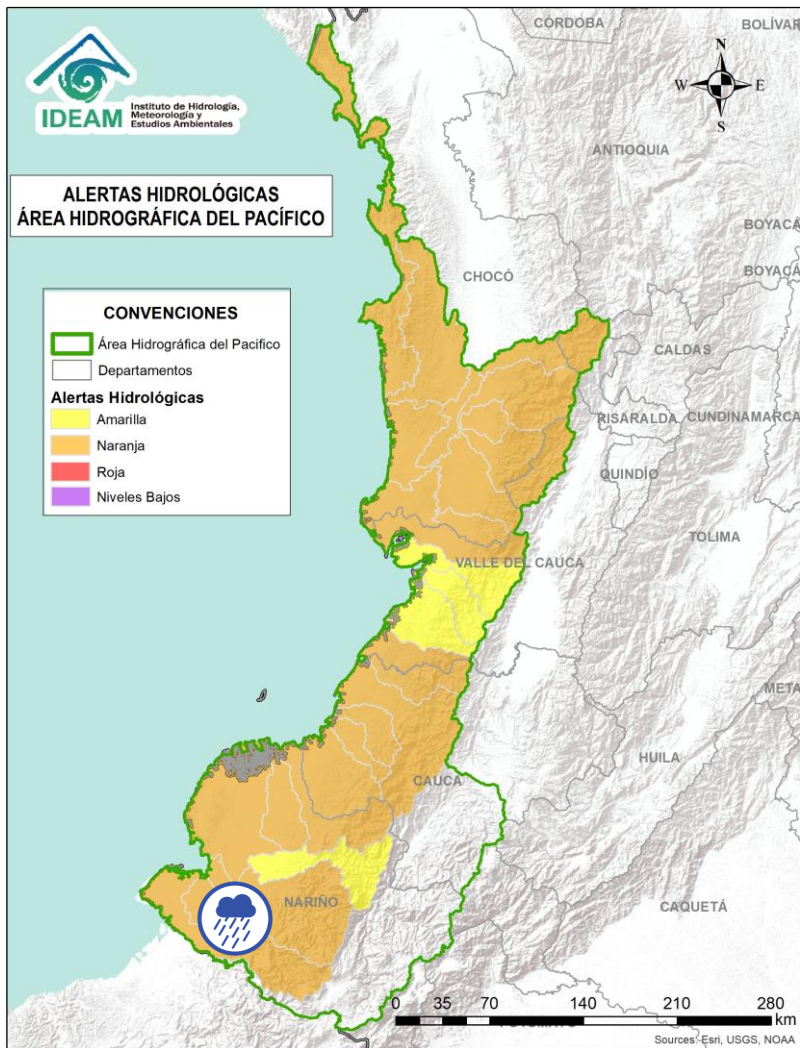 CÓRDOBA
BOLÍVAR
IDEAM
Instituto de Hidrología,
Meteorología y
Estudios Ambientales
N
W
E
S
ANTIOQUIA
ALERTAS HIDROLÓGICAS
ÁREA HIDROGRÁFICA DEL PACÍFICO
BOYACÁ
BOYACÁ
CHOCÓ
CONVENCIONES
Área Hidrográfica del Pacifico
Departamentos
Alertas Hidrológicas
Amarilla
Naranja
Roja
Niveles Bajos
CALDAS
RISARALDA
CUNDINAMARCA
QUINDÍO
TOLIMA
VALLE DEL CAUCA
META
HUILA
CAUCA
NARIÑO
CAQUETÁ
0 35 70 140 210 280
km
Sources: Esri, USGS, NOAA